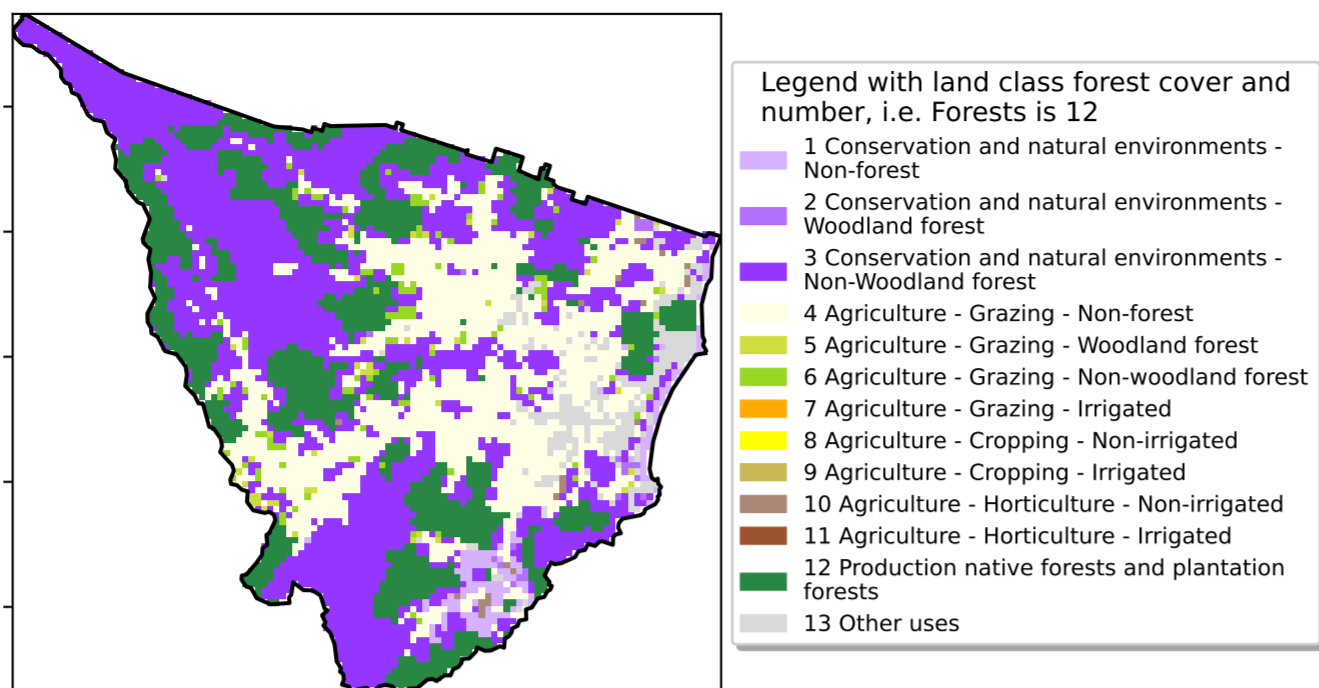 Legend with land class forest cover and
number, i.e. Forests is 12
1 Conservation and natural environments -
Non-forest
2 Conservation and natural environments -
Woodland forest
3 Conservation and natural environments -
Non-Woodland forest
4 Agriculture - Grazing - Non-forest
5 Agriculture - Grazing - Woodland forest
6 Agriculture - Grazing - Non-woodland forest
7 Agriculture - Grazing - Irrigated
8 Agriculture - Cropping - Non-irrigated
9 Agriculture - Cropping - Irrigated
10 Agriculture - Horticulture - Non-irrigated
11 Agriculture - Horticulture - Irrigated
12 Production native forests and plantation
forests
13 Other uses